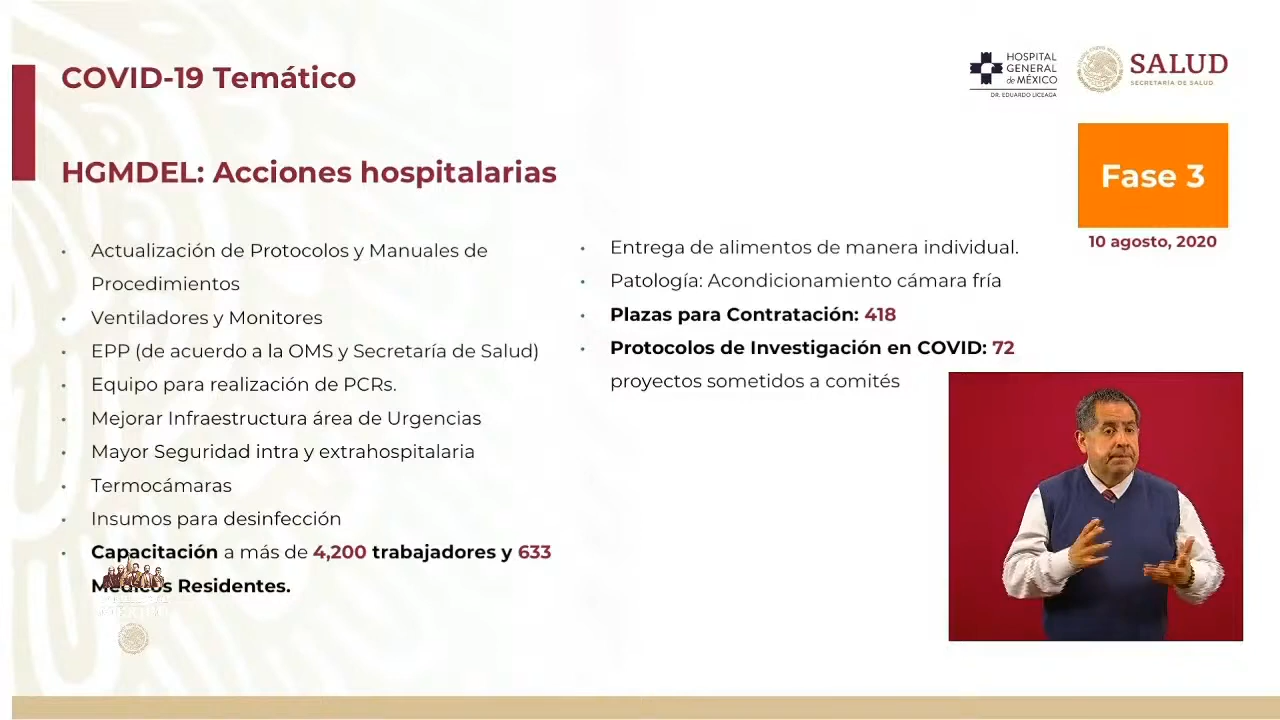 COVID-19 Temático
HGMDEL: Acciones hospitalarias
HOSPITAL
GENERAL
de MÉXICO
DR. EDUARDO LICEAGA
SALUD
SECRETARÍA DE SALUD
Fase 3
10 agosto, 2020
• Actualización de Protocolos y Manuales de
Procedimientos
• Ventiladores y Monitores
• EPP (de acuerdo a la OMS y Secretaría de Salud)
• Equipo para realización de PCRs.
• Mejorar Infraestructura área de Urgencias
• Mayor Seguridad intra y extrahospitalaria
• Termocámaras
• Insumos para desinfección
• Capacitación a más de 4,200 trabajadores y 633
Médicos Residentes.
• Entrega de alimentos de manera individual.
• Patología: Acondicionamiento cámara fría
• Plazas para Contratación: 418
• Protocolos de Investigación en COVID: 72
proyectos sometidos a comités
MÉXICO